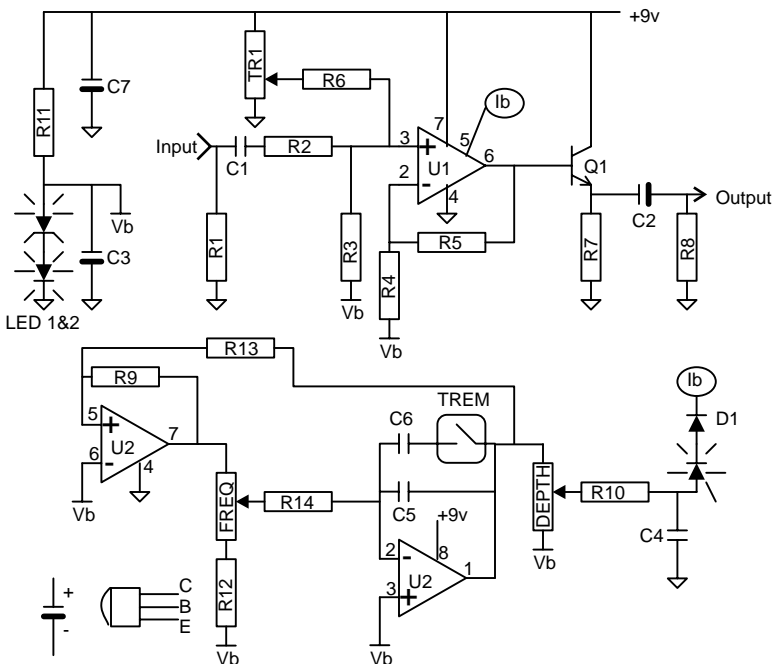 +9v
TR1
C7
R6
Ib
R11
7
5
Input
R2
3
+
6
C1
2
U1
Q1
-
4
Vb
Output
C2
C3
R1
R3
R5
R7
R8
R4
Vb
LED 1&2
Vb
R13
Ib
R9
TREM
5
+
7
C6
D1
U2
6
-
4
FREQ
R14
C5
DEPTH
R10
Vb
+9v
C4
2
-
8
1
Vb
R12
3
+
U2
+
C
B
-
E
Vb
Vb